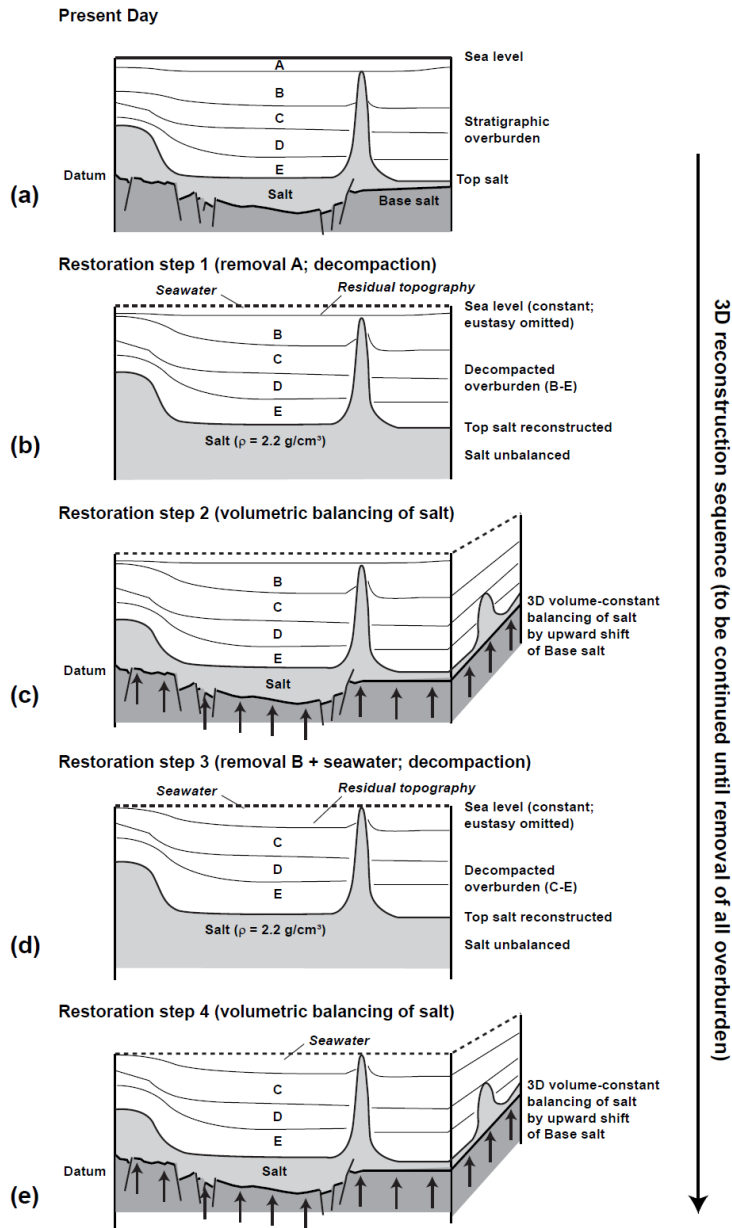 Present Day
Sea level
A
B
C
D
E
Stratigraphic
overburden
Datum
Top salt
Salt
Base salt
(a)
Restoration step 1 (removal A; decompaction)
Seawater
Residual topography
Sea level (constant;
eustasy omitted)
B
C
D
E
Decompacted
overburden (B-E)
Top salt reconstructed
Salt (ρ = 2.2 g/cm³)
Salt unbalanced
(b)
Restoration step 2 (volumetric balancing of salt)
B
C
D
E
3D volume-constant
balancing of salt
by upward shift
of Base salt
Datum
Salt
(c)
Restoration step 3 (removal B + seawater; decompaction)
Seawater
Residual topography
Sea level (constant;
eustasy omitted)
C
D
E
Decompacted
overburden (C-E)
Top salt reconstructed
Salt (ρ = 2.2 g/cm³)
Salt unbalanced
(d)
Restoration step 4 (volumetric balancing of salt)
Seawater
C
D
E
3D volume-constant
balancing of salt
by upward shift
of Base salt
Datum
Salt
(e)
3D reconstruction sequence (to be continued until removal of all overburden)